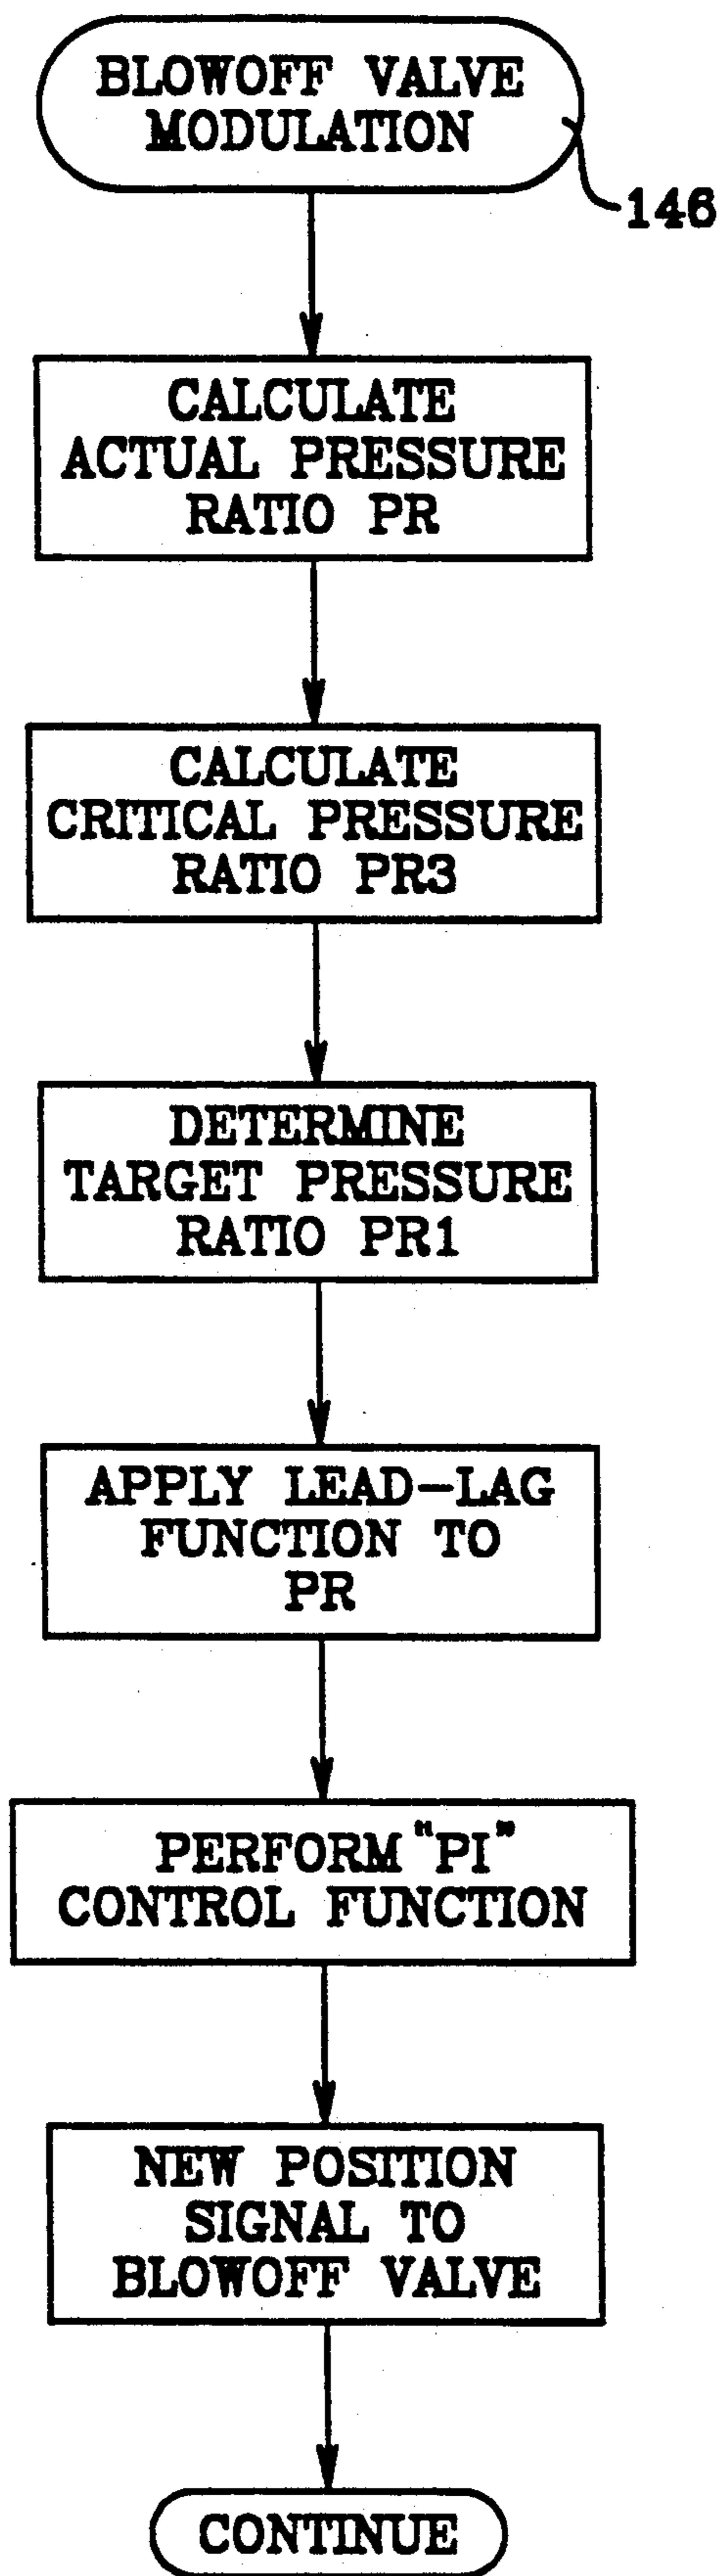 BLOWOFF VALVE
MODULATION
146
CALCULATE
ACTUAL PRESSURE
RATIO PR
CALCULATE
CRITICAL PRESSURE
RATIO PR3
DETERMINE
TARGET PRESSURE
RATIO PR1
APPLY LEAD-LAG
FUNCTION TO
PR
PERFORM "PI"
CONTROL FUNCTION
NEW POSITION
SIGNAL TO
BLOWOFF VALVE
CONTINUE